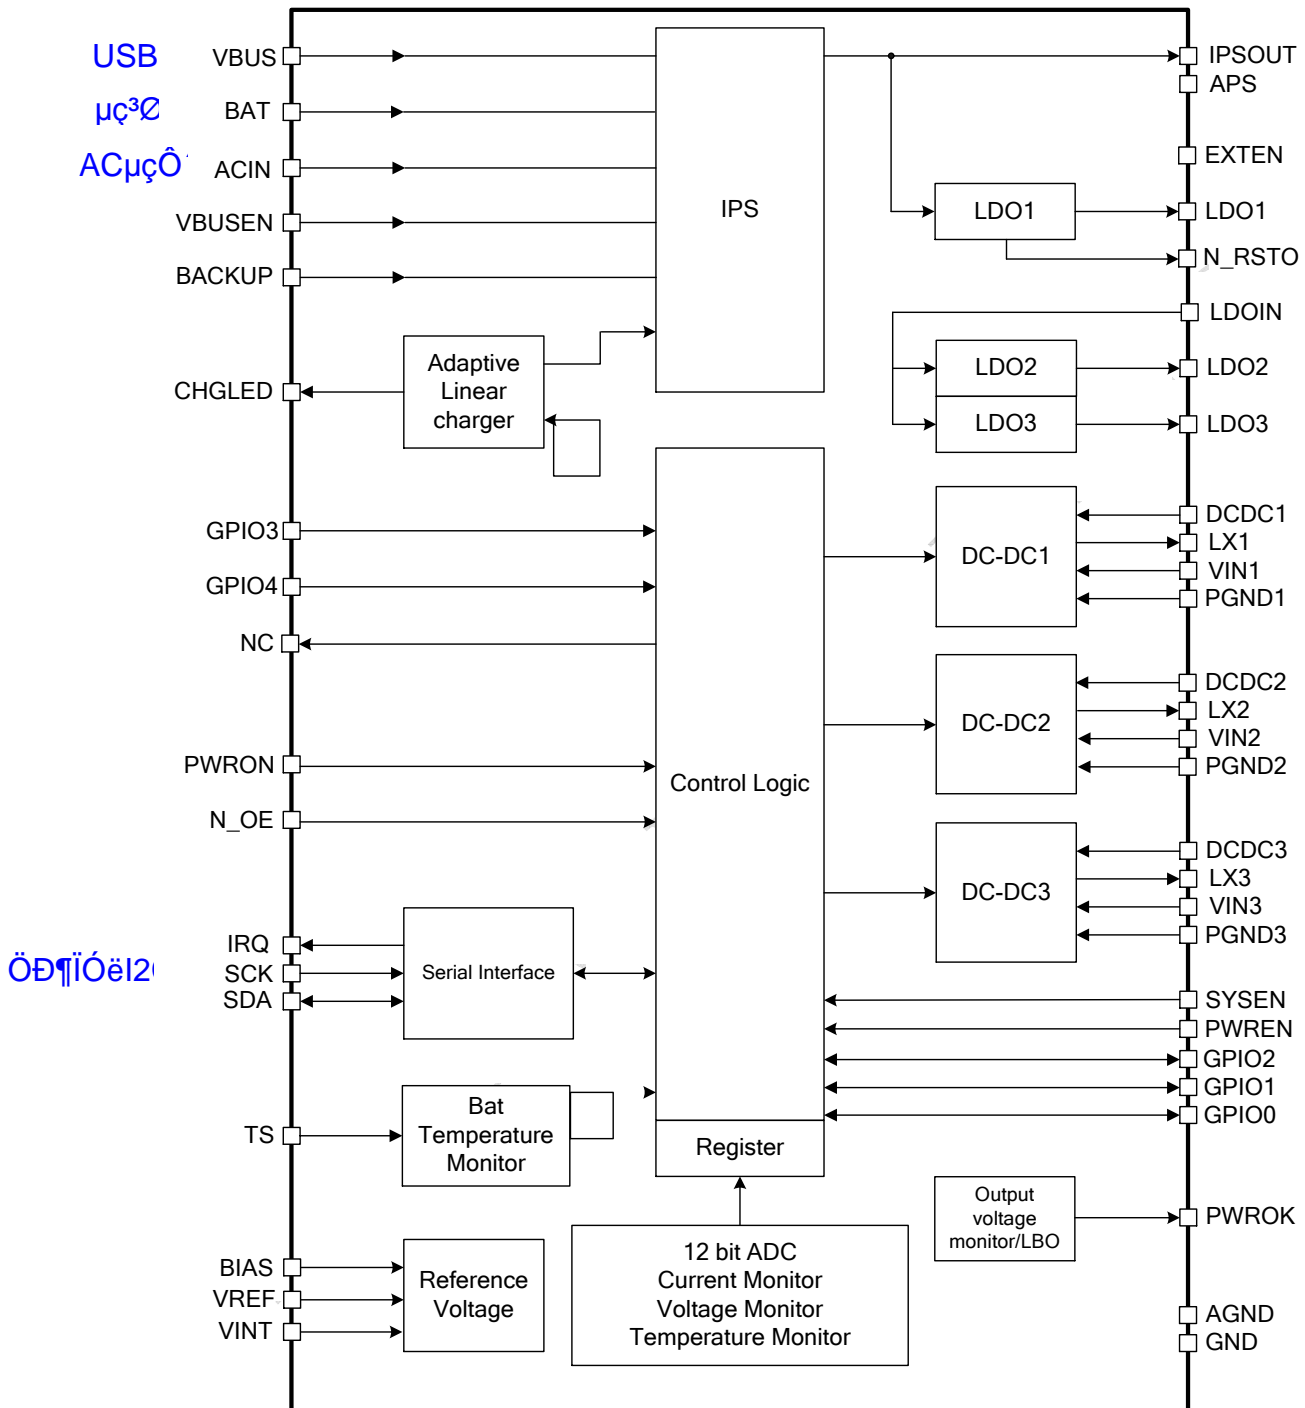 USB
VBUS
µç³Ø
BAT
ACµçÔ´
ACIN
VBUSEN
BACKUP
CHGLED
Adaptive
Linear
charger
IPS
IPSOUT
APS
EXTEN
LDO1
LDO1
N_RSTO
LDOIN
LDO2
LDO2
LDO3
LDO3
GPIO3
GPIO4
NC
PWRON
N_OE
Control Logic
DC-DC1
DCDC1
LX1
VIN1
PGND1
DC-DC2
DCDC2
LX2
VIN2
PGND2
DC-DC3
DCDC3
LX3
VIN3
PGND3
ÖÐ¶ÏÓëI2
IRQ
SCK
SDA
Serial Interface
SYSEN
PWREN
GPIO2
GPIO1
GPIO0
TS
Bat
Temperature
Monitor
Register
Output
voltage
monitor/LBO
PWROK
BIAS
VREF
VINT
Reference
Voltage
12 bit ADC
Current Monitor
Voltage Monitor
Temperature Monitor
AGND
GND